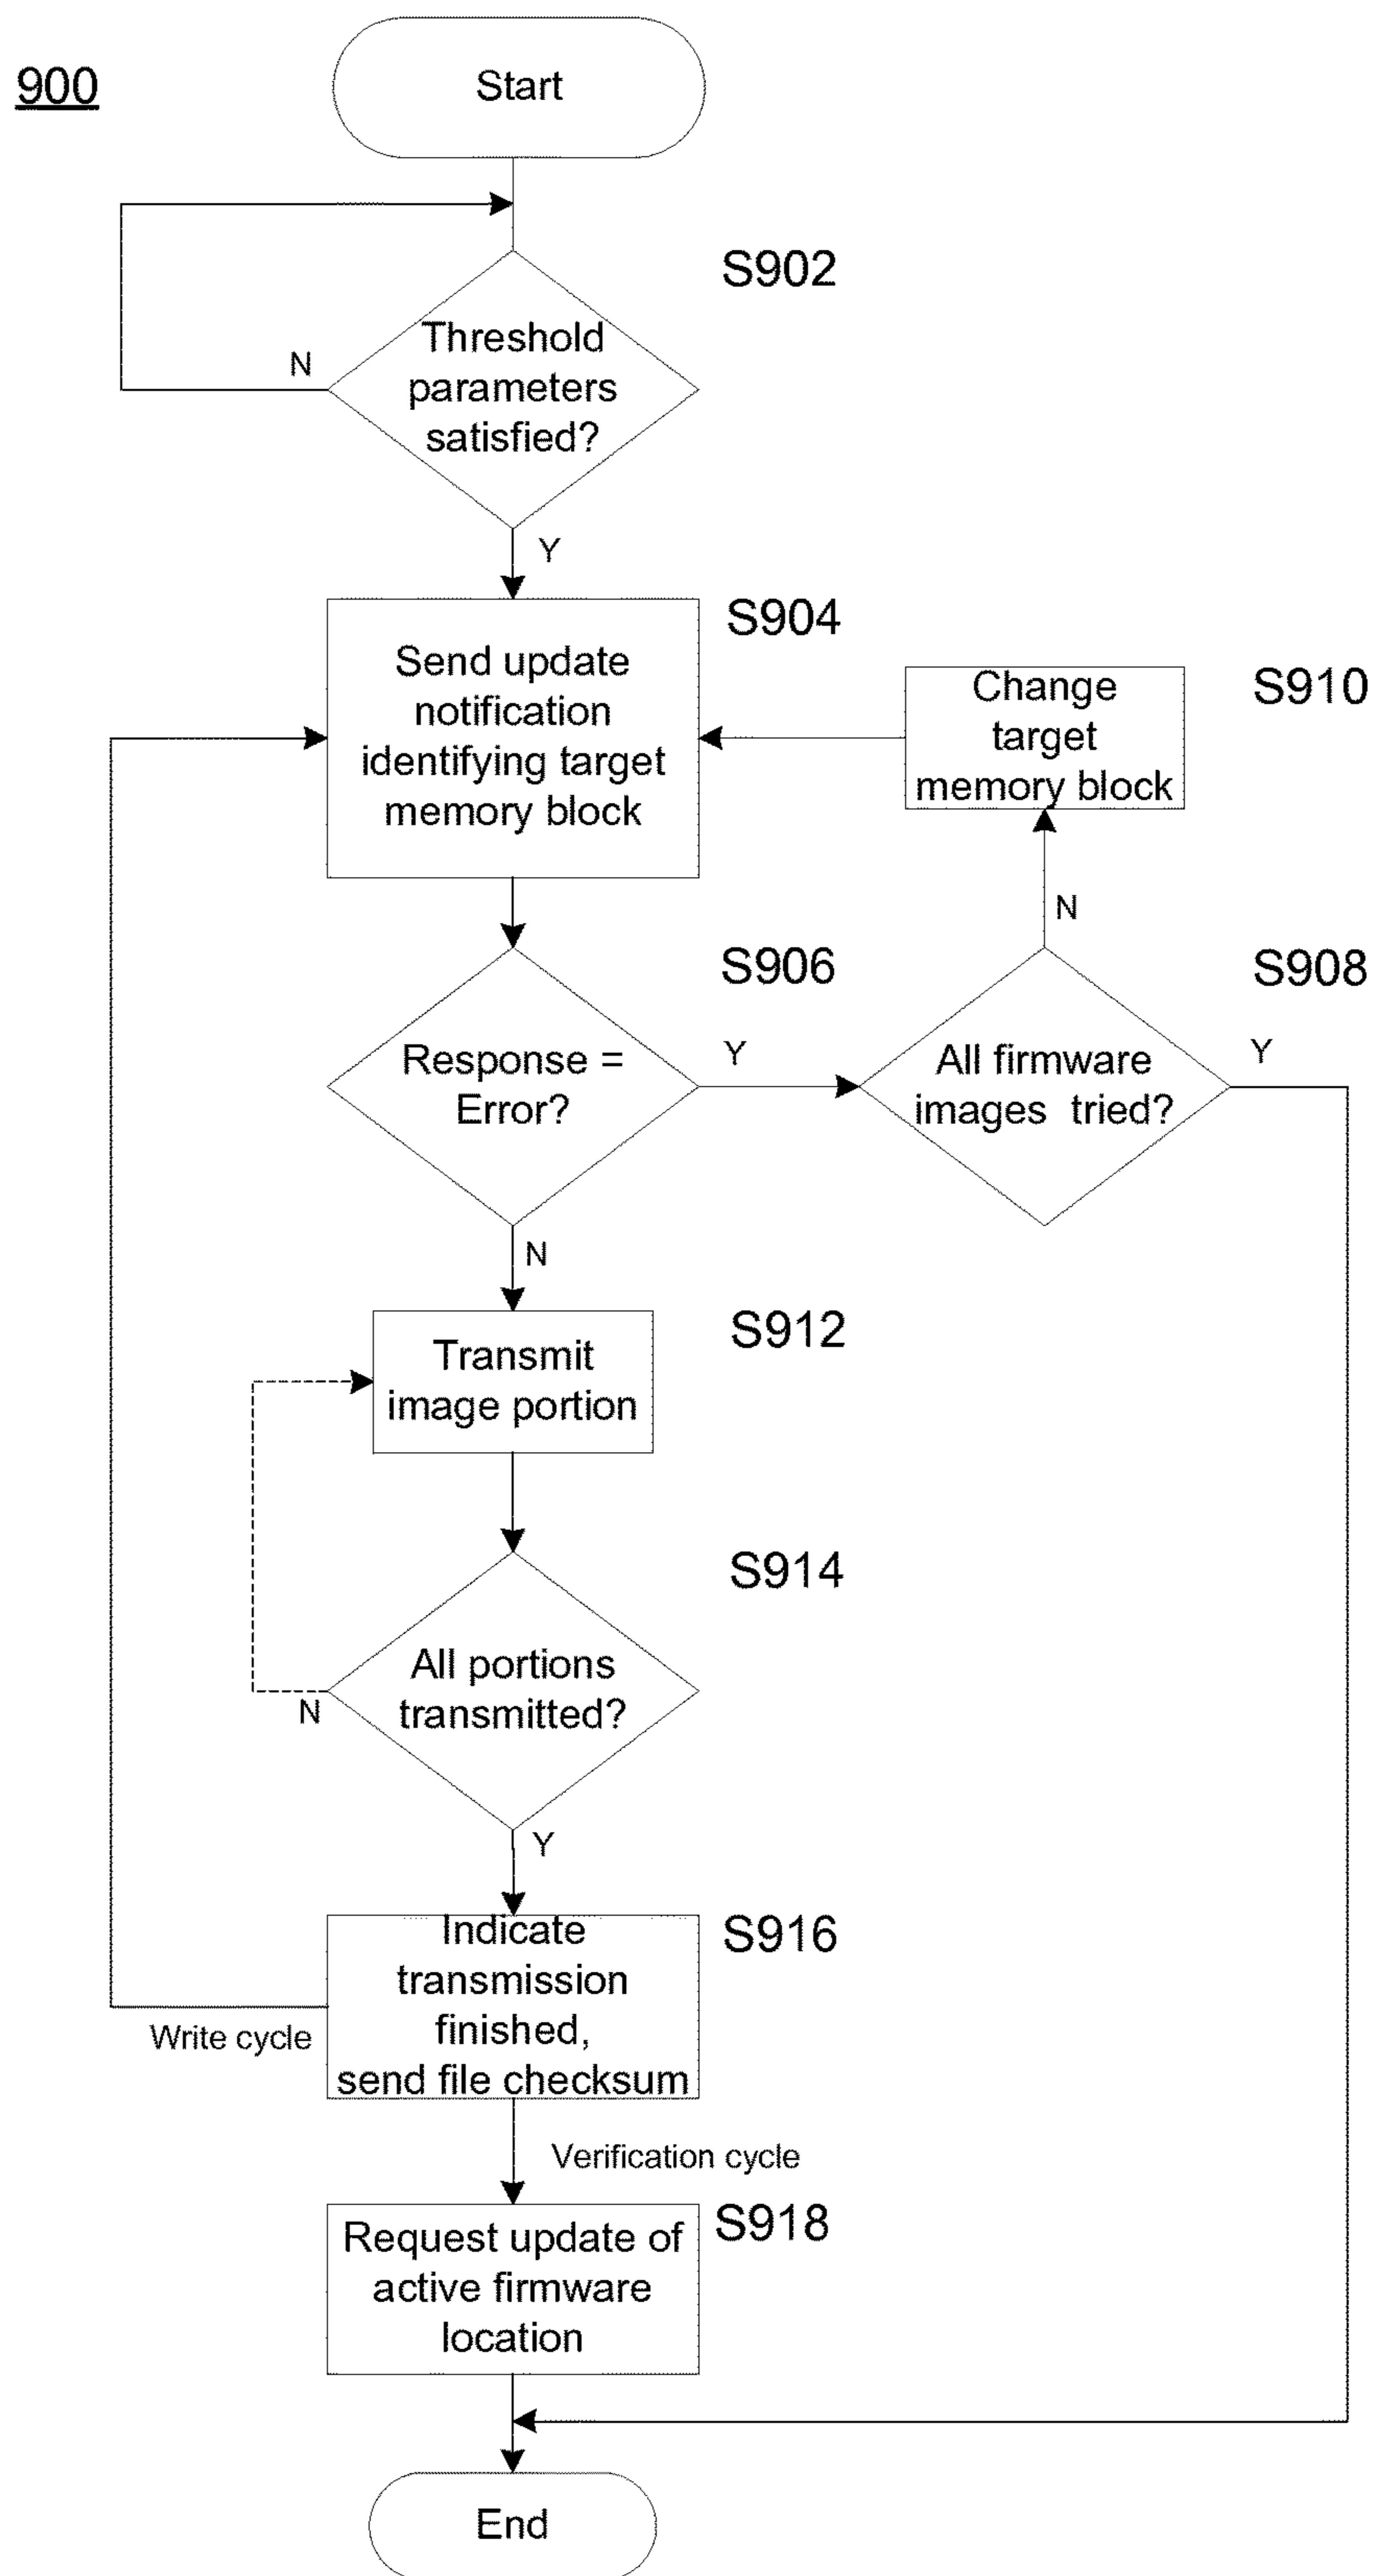 900
Start
S902
Threshold
parameters
satisfied?
N
Y
S904
Send update
notification
identifying target
memory block
S910
Change
target
memory block
N
S906
S908
Response =
Error?
Y
All firmware
images tried?
Y
N
S912
Transmit
image portion
S914
All portions
transmitted?
N
Y
S916
Indicate
transmission
finished,
send file checksum
Write cycle
Verification cycle
S918
Request update of
active firmware
location
End